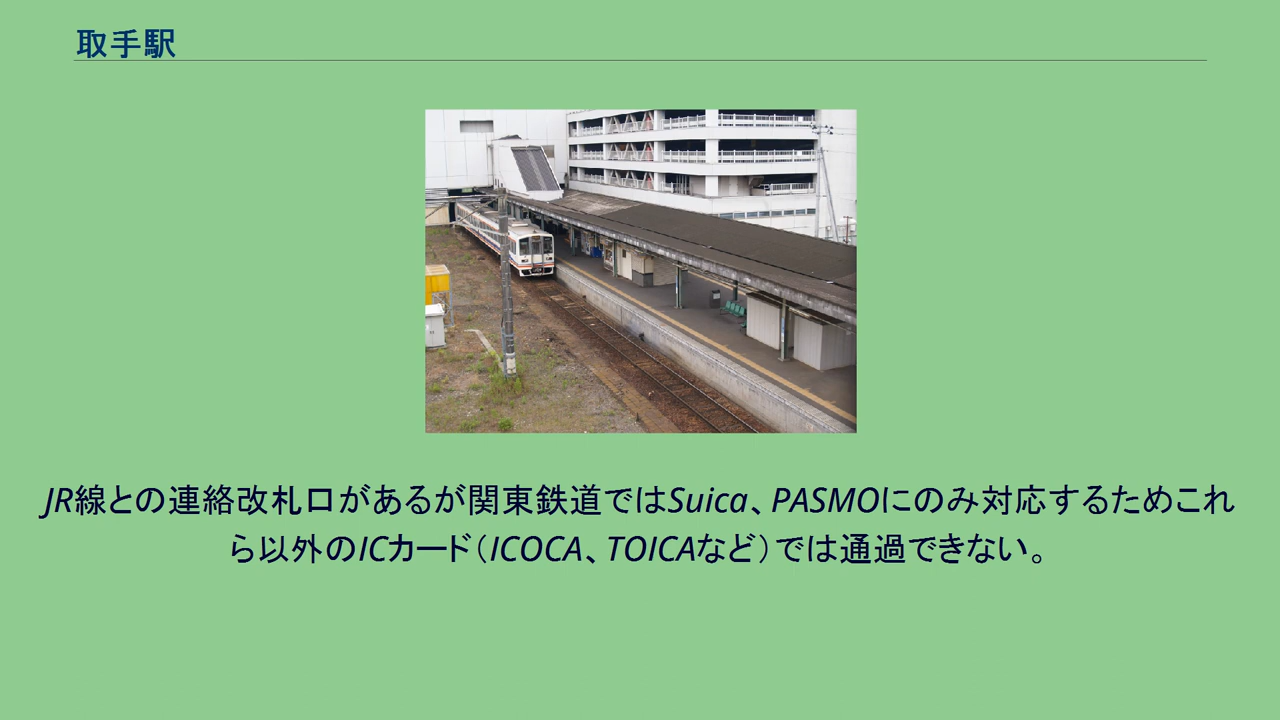 取手駅
JR線との連絡改札口があるが関東鉄道ではSuica、PASMOにのみ対応するためこれ
ら以外のICカード（ICOCA、TOICAなど）では通過できない。